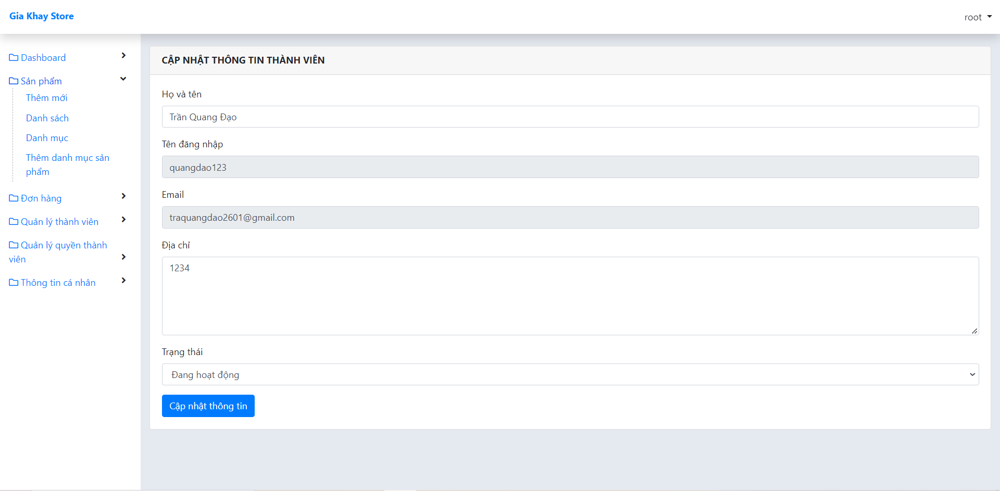 Gia Khay Store
root
Dashboard
Sản phẩm
Thêm mới
Danh sách
Danh mục
Thêm danh mục sản
phẩm
Đơn hàng
Quản lý thành viên
Quản lý quyền thành
viên
Thông tin cá nhân
CẬP NHẬT THÔNG TIN THÀNH VIÊN
Họ và tên
Trần Quang Đạo
Tên đăng nhập
quangdao123
Email
traquangdao2601@gmail.com
Địa chỉ
1234
Trạng thái
Đang hoạt động
Cập nhật thông tin